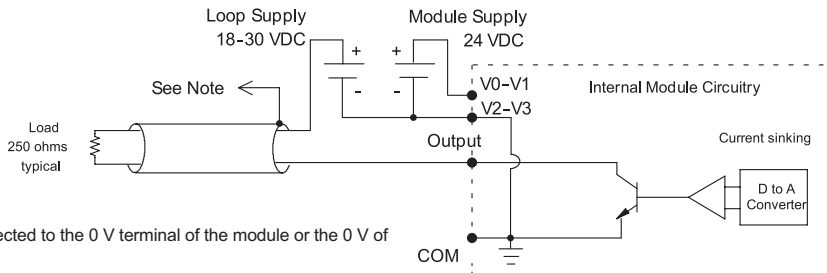 Loop Supply
18-30 VDC
Module Supply
24 VDC
+
+
-
-
See Note
V0-V1
V2-V3
Internal Module Circuitry
Load
250 ohms
typical
Output
Current sinking
D to A
Converter
ected to the 0 V terminal of the module or the 0 V of
COM